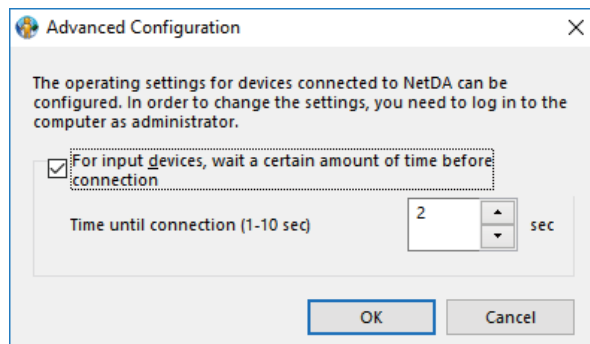 Advanced Configuration
The operating settings for devices connected to NetDA can be
configured. In order to change the settings, you need to log in to the
computer as administrator.
For input devices, wait a certain amount of time before
connection
Time until connection (1-10 sec)
2
sec
OK
Cancel